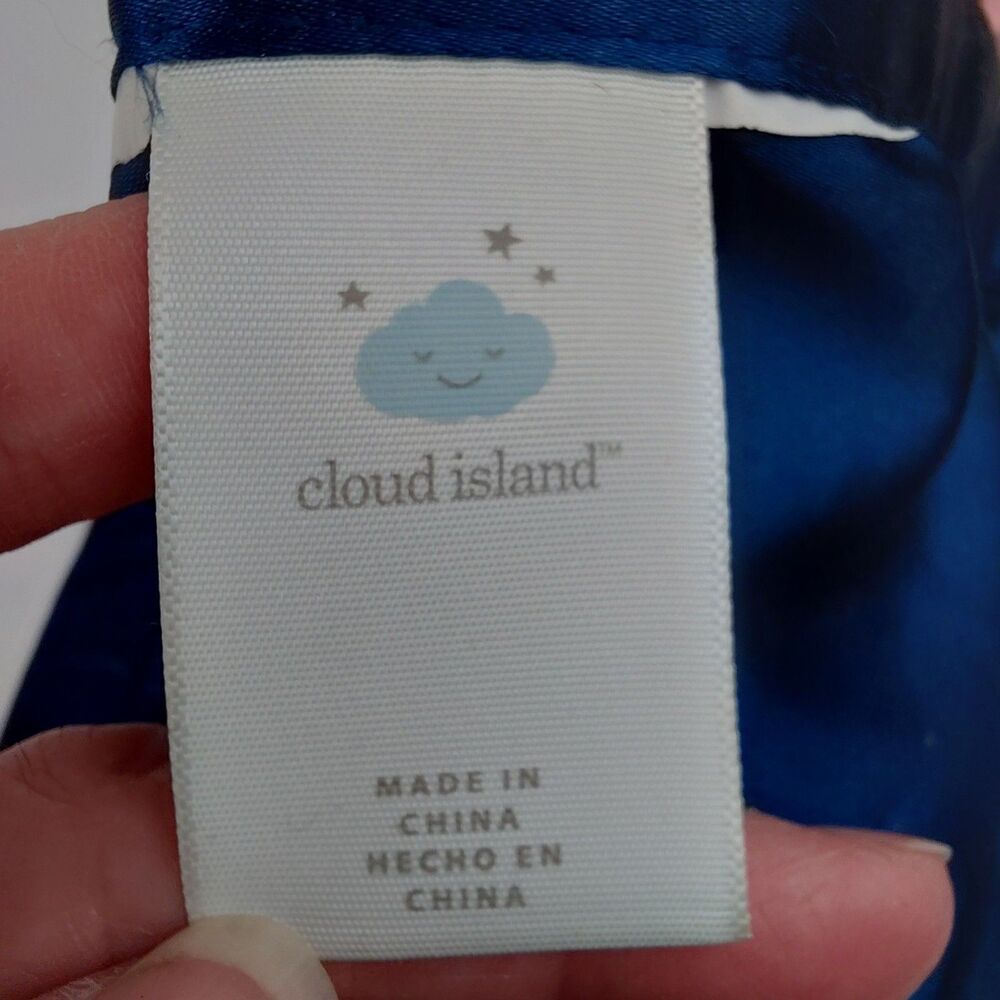 cloud island™
MADE IN
CHINA
HECHO EN
CHINA